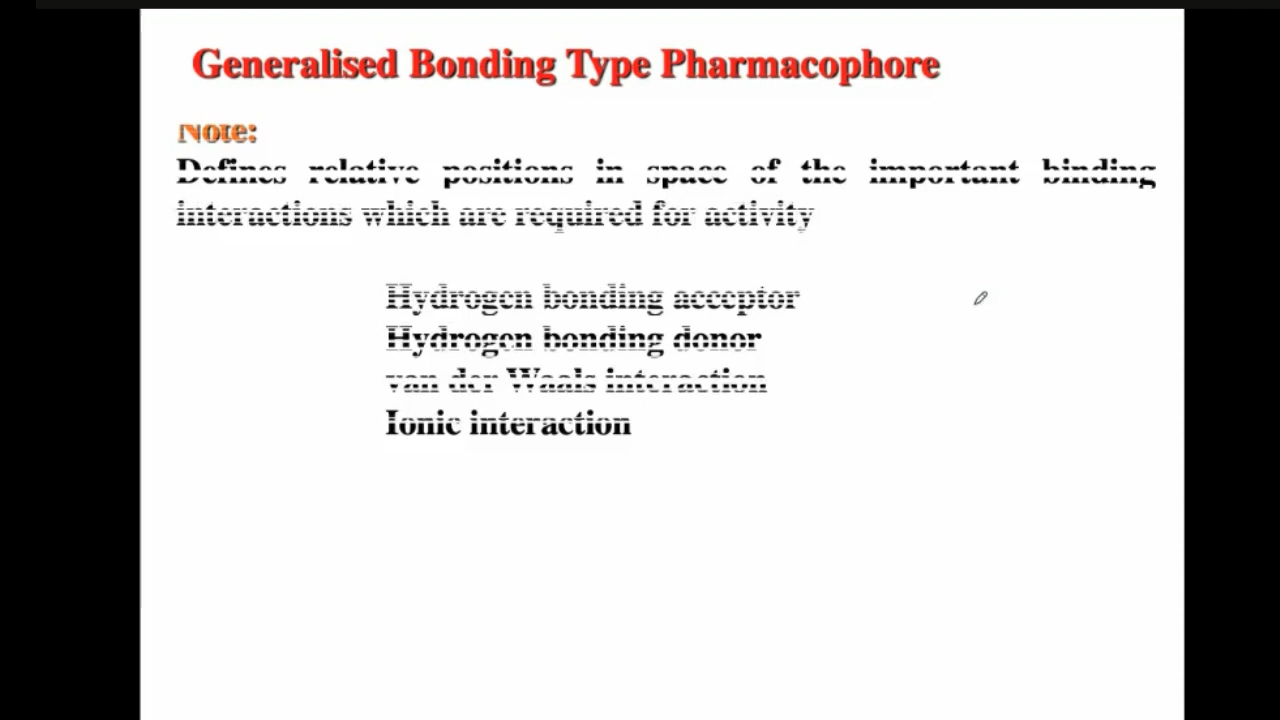 Generalised Bonding Type Pharmacophore
Note:
Defines relative positions in space of the important binding
interactions which are required for activity
Hydrogen bonding acceptor
Hydrogen bonding donor
van der Waals interaction
Ionic interaction